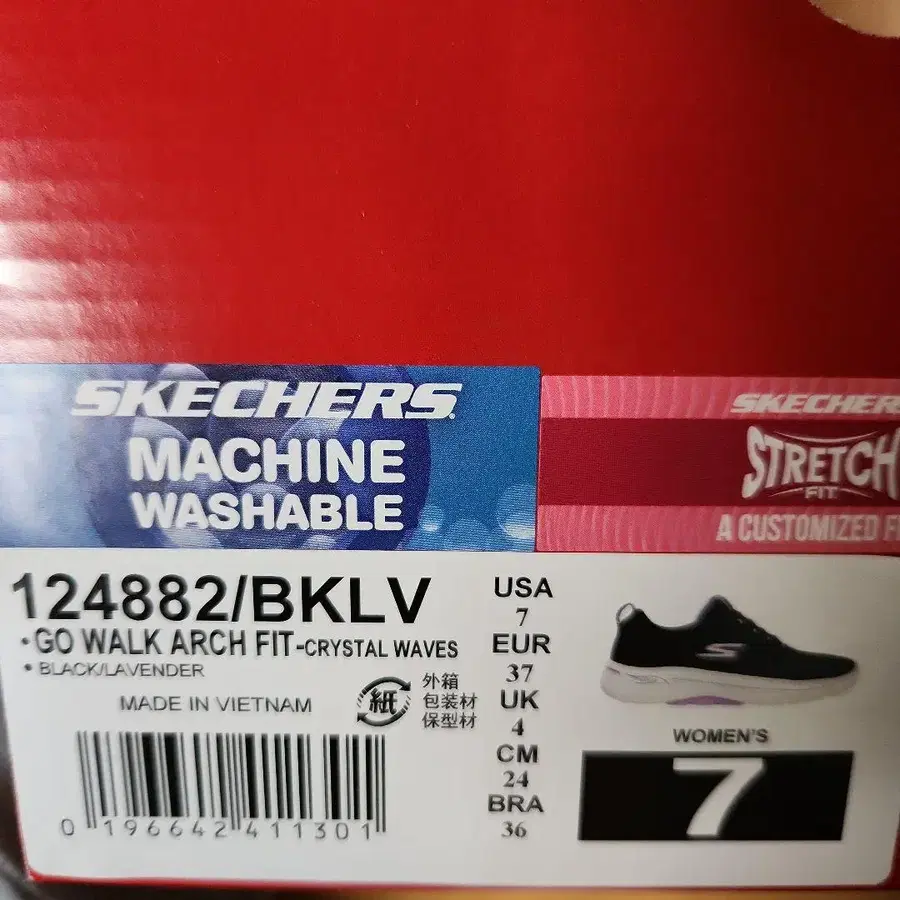 SKECHERS
MACHINE
WASHABLE
SKECHERS
STRETCH
FIT
A CUSTOMIZED
124882/BKLV
•GO WALK ARCH FIT-CRYSTAL WAVES
• BLACK/LAVENDER
MADE IN VIETNAM
紙
外箱
包装材
保型材
0 196642 411301
USA
7
EUR
37
UK
4
CM
24
BRA
36
S
WOMEN'S
7